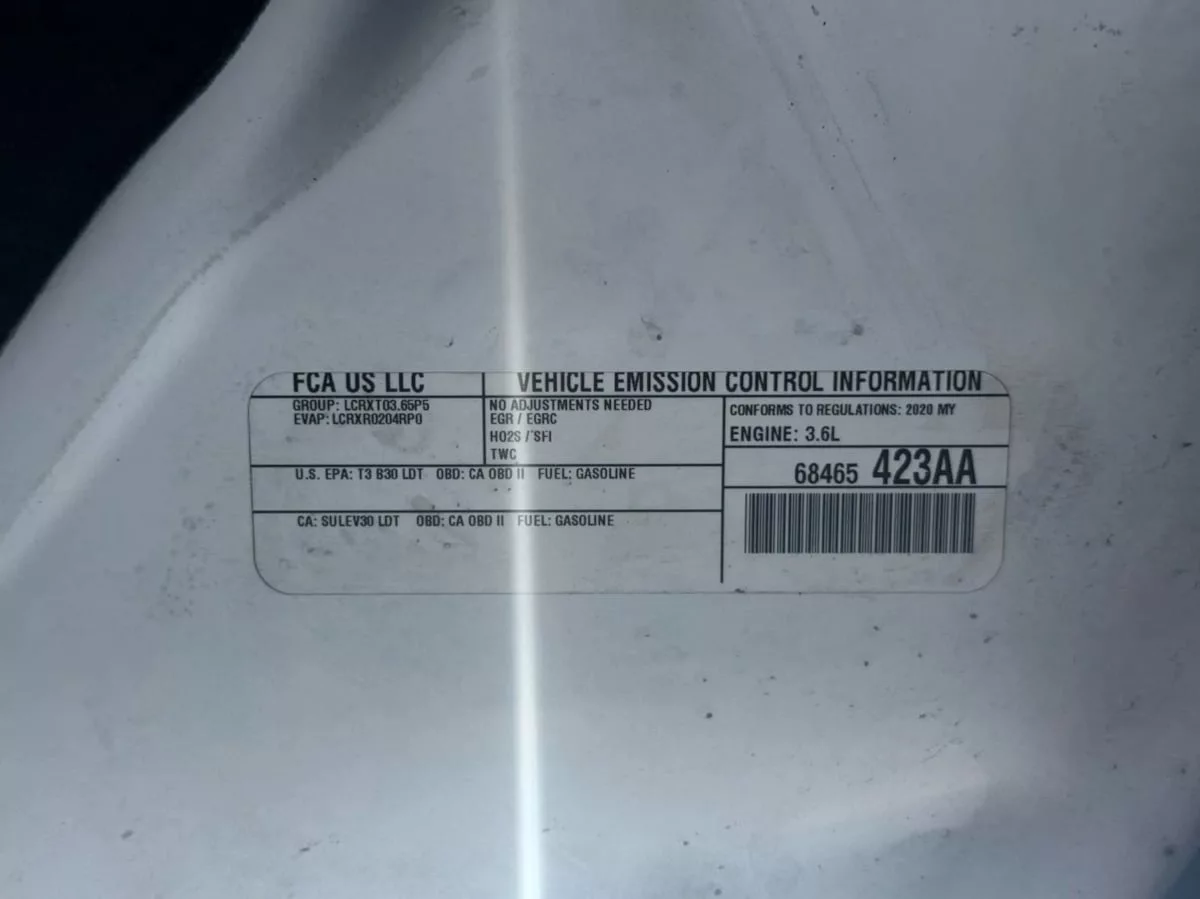 FCA US LLC
VEHICLE EMISSION CONTROL INFORMATION
GROUP: LCRXT03.65P5
EVAP: LCRXR0204RP0
NO ADJUSTMENTS NEEDED
EGR / EGRC
HO2S / SFI
TWC
CONFORMS TO REGULATIONS: 2020 MY
ENGINE: 3.6L
68465 423AA
U.S. EPA: T3 B30 LDT OBD: CA OBD II FUEL: GASOLINE
CA: SULEV30 LDT OBD: CA OBD II FUEL: GASOLINE